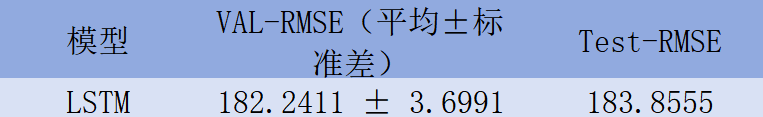 模型 VAL-RMSE（平均±标准差） Test-RMSE
LSTM 182.2411 ± 3.6991 183.8555